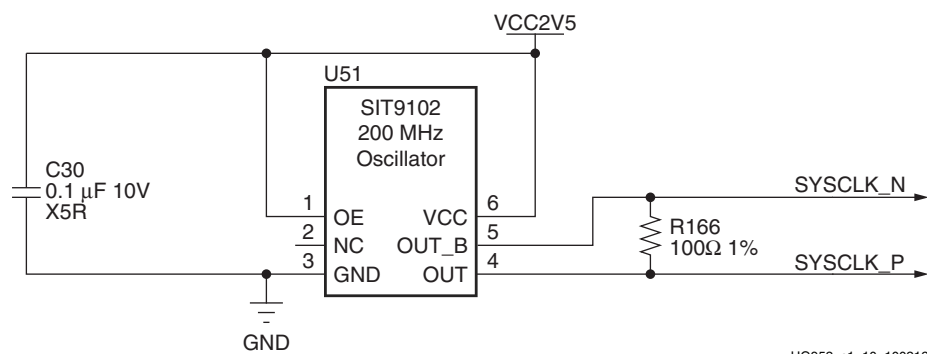 VCC2V5
U51
SIT9102
200 MHz
Oscillator
C30
0.1 μF 10V
X5R
1
OE
VCC
6
2
NC
OUT_B
5
3
GND
OUT
4
SYSCLK_N
R166
100Ω 1%
SYSCLK_P
GND